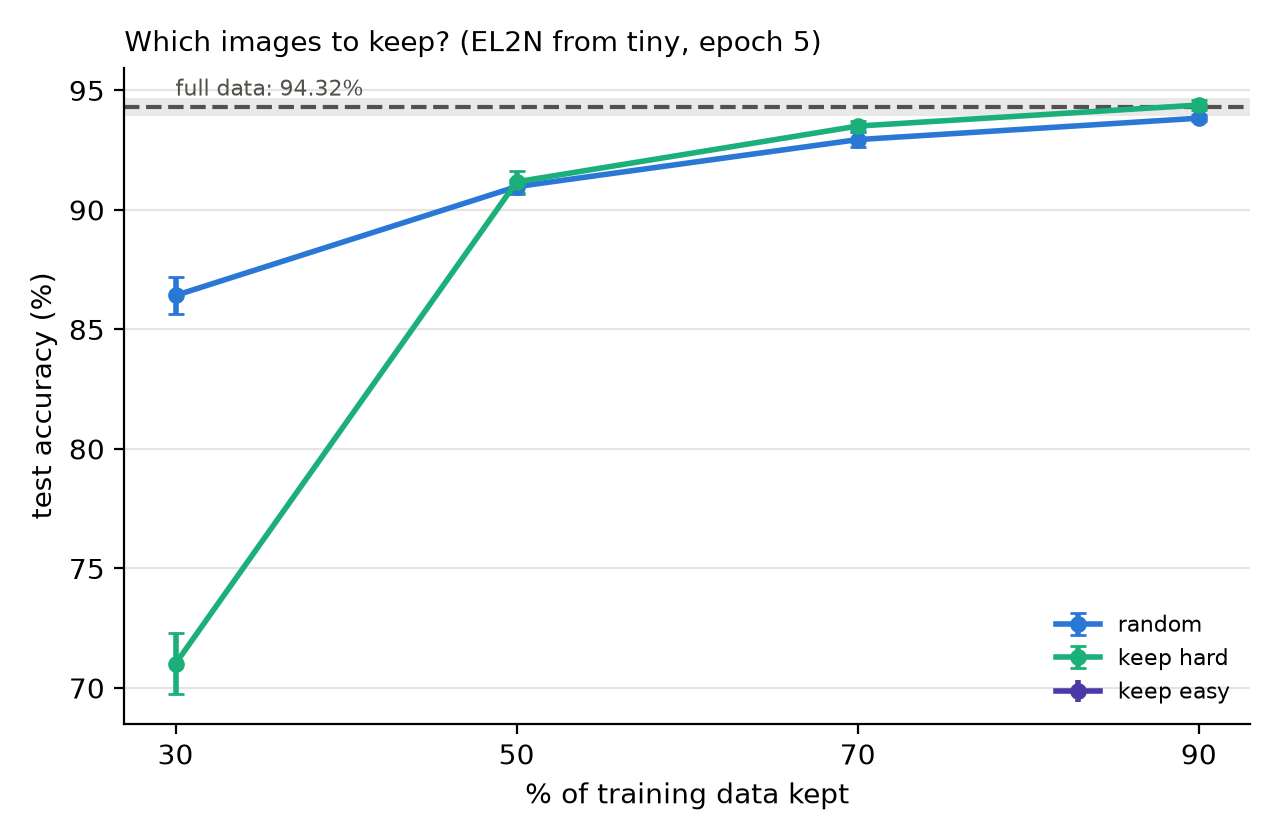 Which images to keep? (EL2N from tiny, epoch 5)
full data: 94.32%
95
90
85
80
75
70
test accuracy (%)
random
keep hard
keep easy
30
50
70
90
% of training data kept